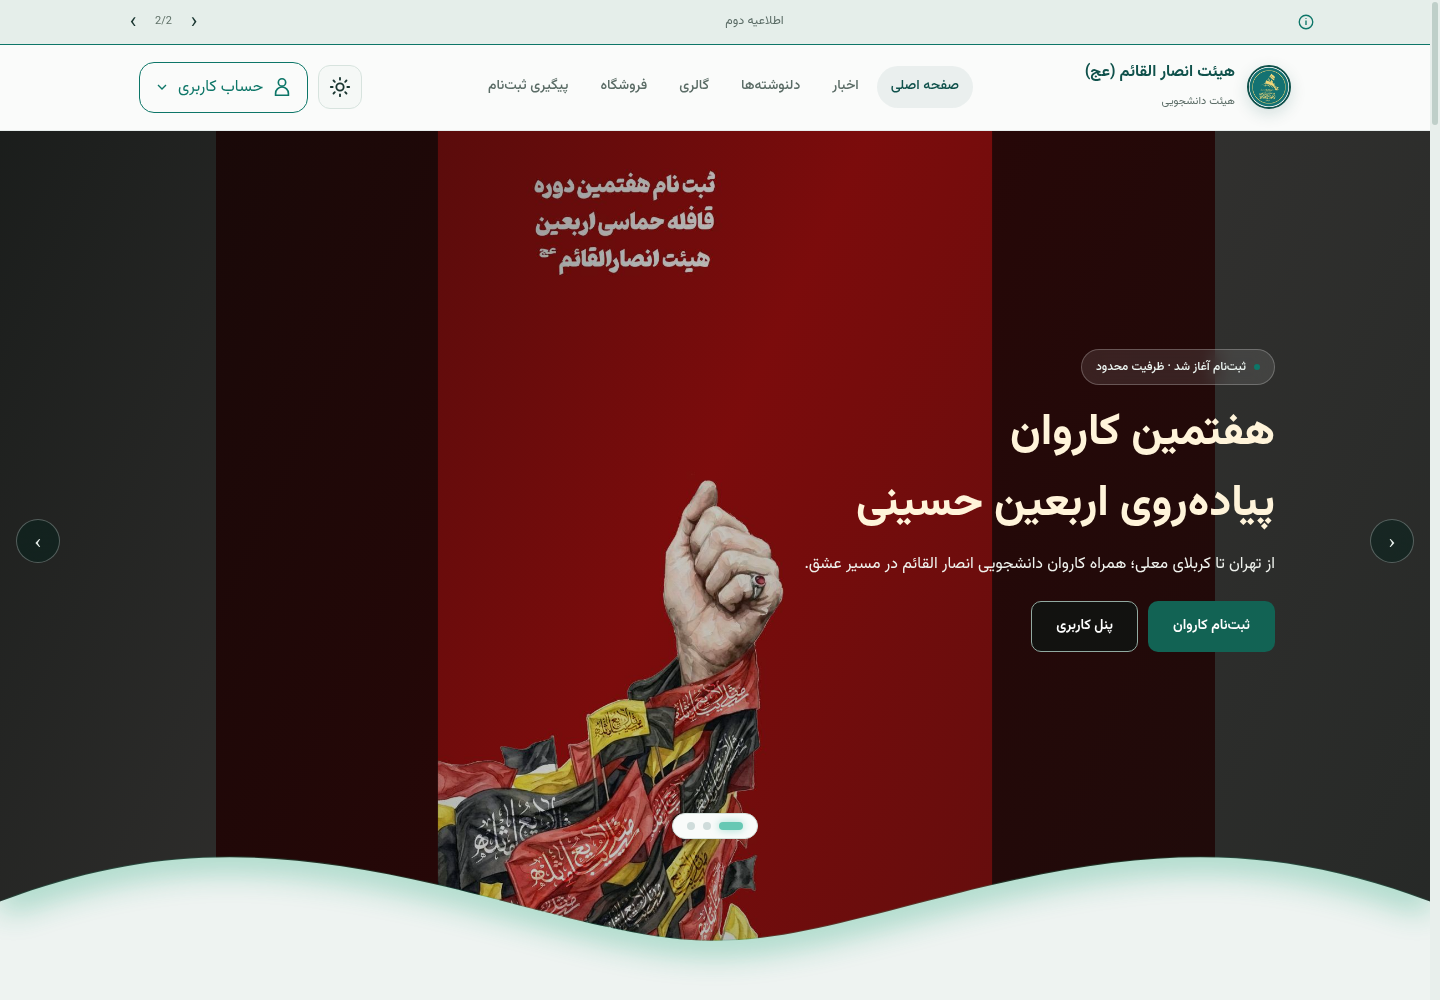 اطلاعیه دوم
2/2
هیئت انصار القائم (عج)
هیئت دانشجویی
صفحه اصلی
اخبار
دلنوشته‌ها
گالری
فروشگاه
پیگیری ثبت‌نام
حساب کاربری
ثبت نام هفتمین دوره
قافله حماسی اربعین
هیئت انصارالقائم عج
ثبت‌نام آغاز شد · ظرفیت محدود
هفتمین کاروان
پیاده‌روی اربعین حسینی
از تهران تا کربلای معلی؛ همراه کاروان دانشجویی انصار القائم در مسیر عشق.
ثبت‌نام کاروان
پنل کاربری